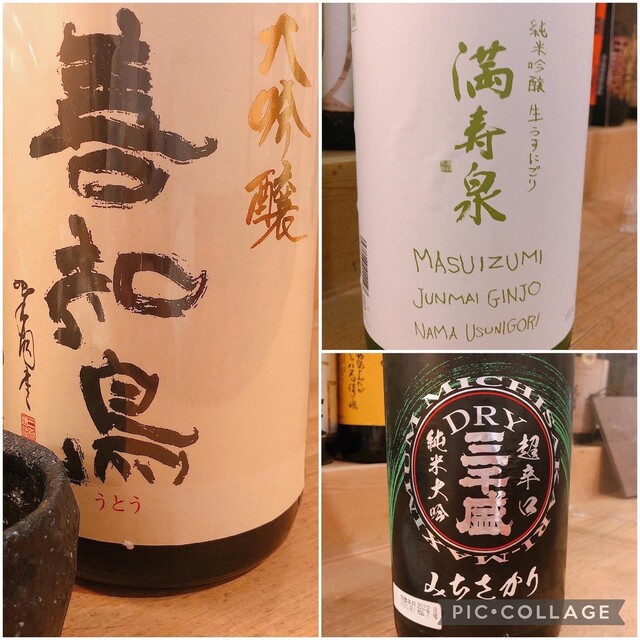 大吟醸
善知鳥
うとう
純米吟醸 生うすにごり
満寿泉
MASUIZUMI
JUNMAI GINJO
NAMA USUNIGORI
MICHISAKARI-MAXIMUM
DRY
超辛口
三千盛
純米大吟
みちさかり
PIC•COLLAGE